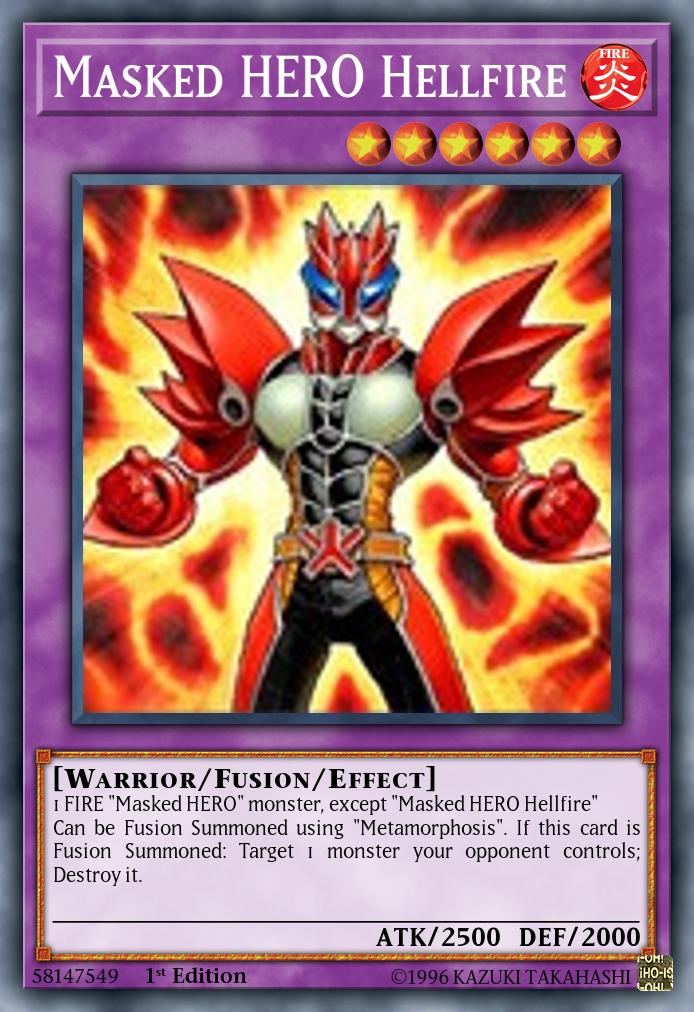 Masked HERO Hellfire
FIRE
炎
[Warrior/Fusion/Effect]
1 FIRE "Masked HERO" monster, except "Masked HERO Hellfire"
Can be Fusion Summoned using "Metamorphosis". If this card is
Fusion Summoned: Target 1 monster your opponent controls;
Destroy it.
ATK/2500 DEF/2000
58147549 1st Edition ©1996 KAZUKI TAKAHASHI